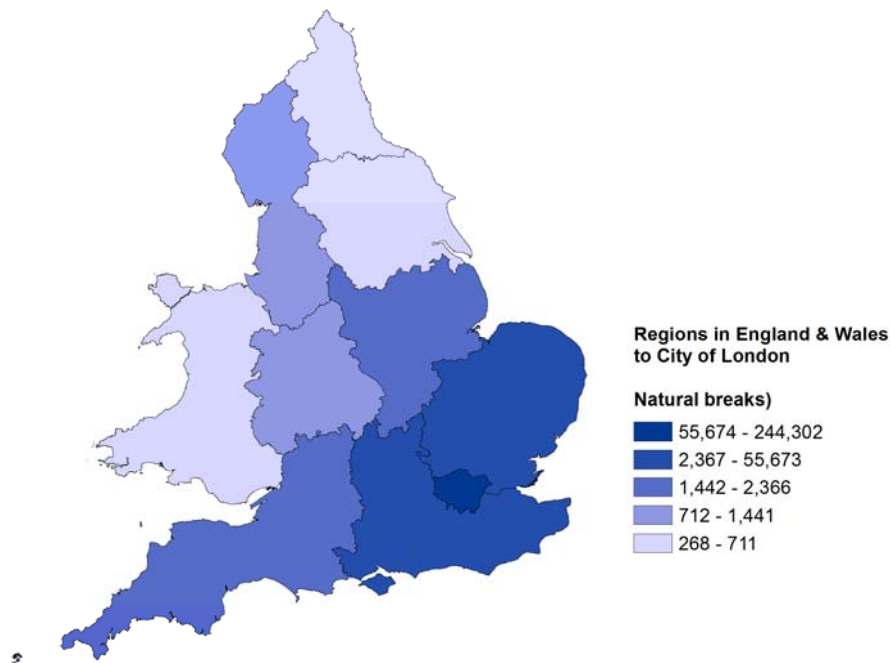 Regions in England & Wales
to City of London
Natural breaks)
55,674 - 244,302
2,367 - 55,673
1,442 - 2,366
712 - 1,441
268 - 711